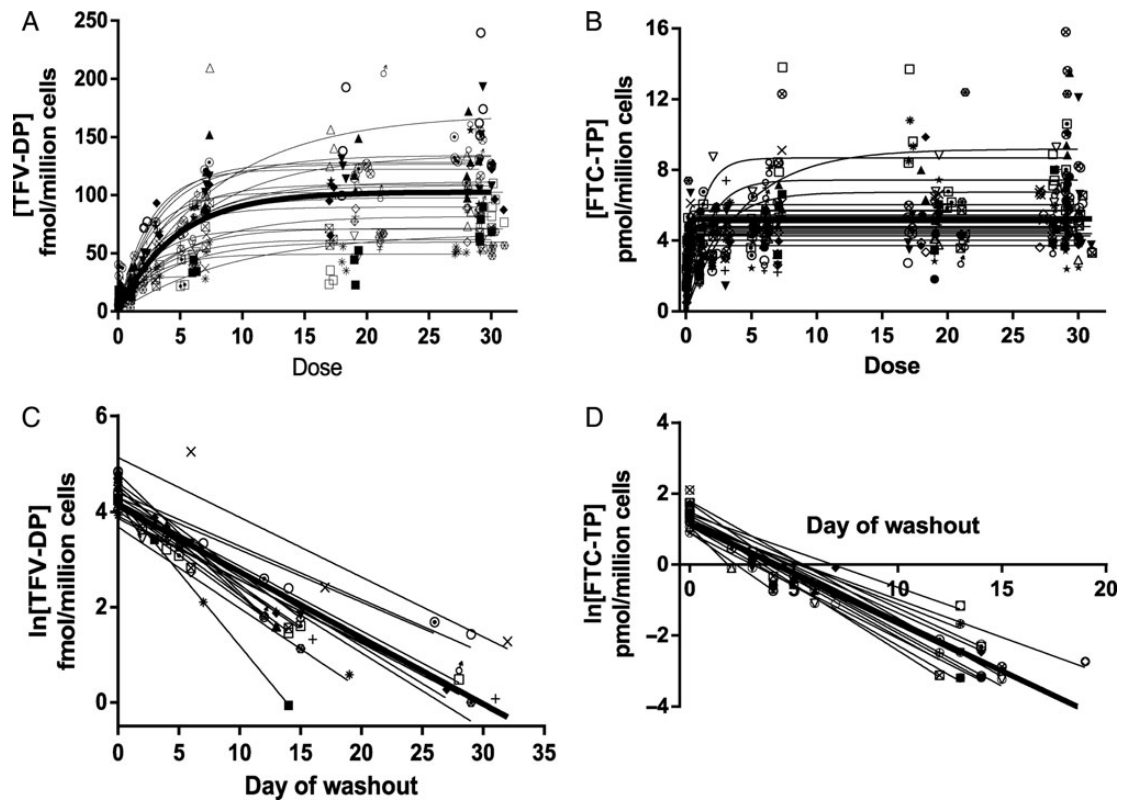 A
[TFV-DP]
fmol/million cells
250
200
150
100
50
0
0 5 10 15 20 25 30
Dose
B
[FTC-TP]
pmol/million cells
16
12
8
4
0
0 5 10 15 20 25 30
Dose
C
ln[TFV-DP]
fmol/million cells
6
4
2
0
0 5 10 15 20 25 30 35
Day of washout
D
ln[FTC-TP]
pmol/million cells
4
2
0
−2
−4
Day of washout
0 5 10 15 20